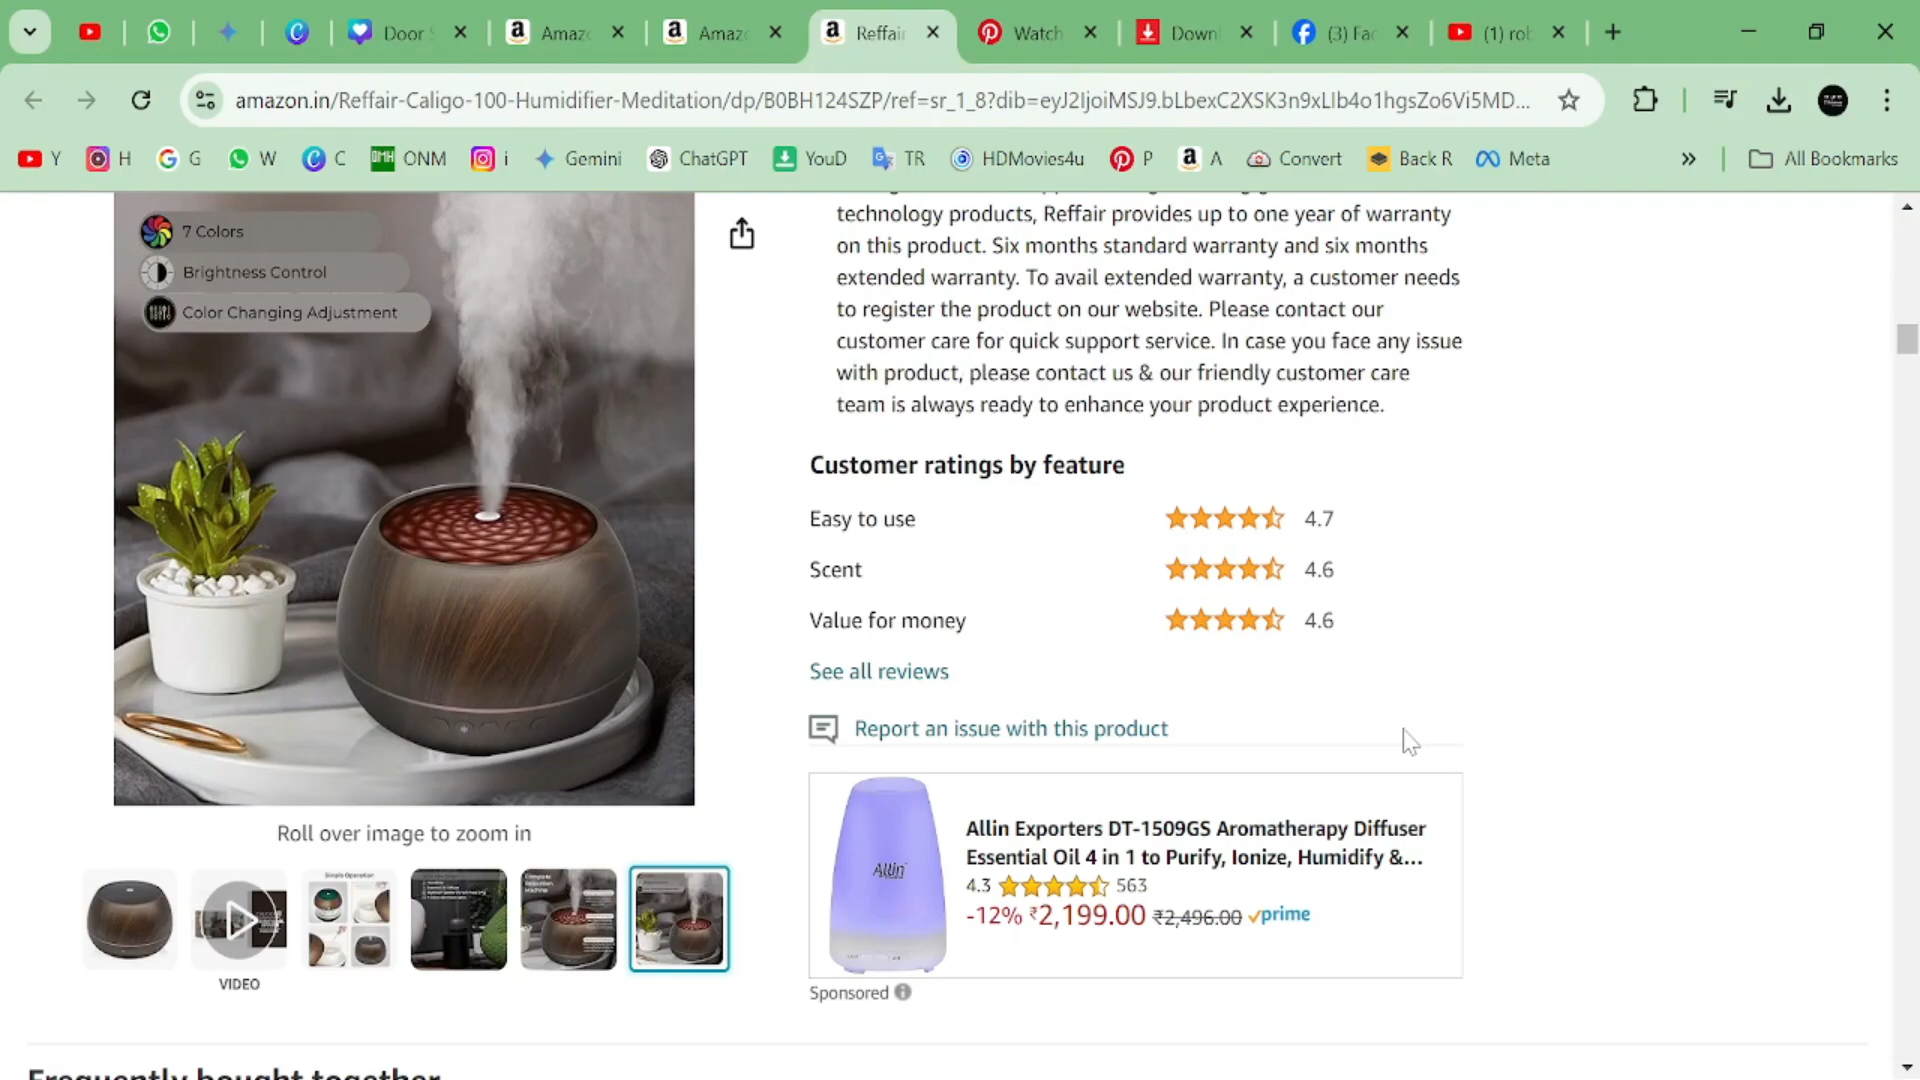 Door
Amazo
Amazo
Reffair
Watch
Down
(3) Fac
(1) rob
amazon.in/Reffair-Caligo-100-Humidifier-Meditation/dp/B0BH124SZP/ref=sr_1_8?dib=eyJ2IjoiMSJ9.bLbexC2XSK3n9xLIb4o1hgsZo6Vi5MD...
Y H G W C ONM i Gemini ChatGPT YouD TR HDMovies4u P A Convert Back R Meta » All Bookmarks
7 Colors
Brightness Control
Color Changing Adjustment
technology products, Reffair provides up to one year of warranty
on this product. Six months standard warranty and six months
extended warranty. To avail extended warranty, a customer needs
to register the product on our website. Please contact our
customer care for quick support service. In case you face any issue
with product, please contact us & our friendly customer care
team is always ready to enhance your product experience.
Customer ratings by feature
Easy to use 4.7
Scent 4.6
Value for money 4.6
See all reviews
Report an issue with this product
Allin
Allin Exporters DT-1509GS Aromatherapy Diffuser
Essential Oil 4 in 1 to Purify, Ionize, Humidify &...
4.3 563
-12% ₹2,199.00 ₹2,496.00 prime
Sponsored
Roll over image to zoom in
Simple Operation
Complete
Relaxation
Machine
VIDEO
Frequently bought together